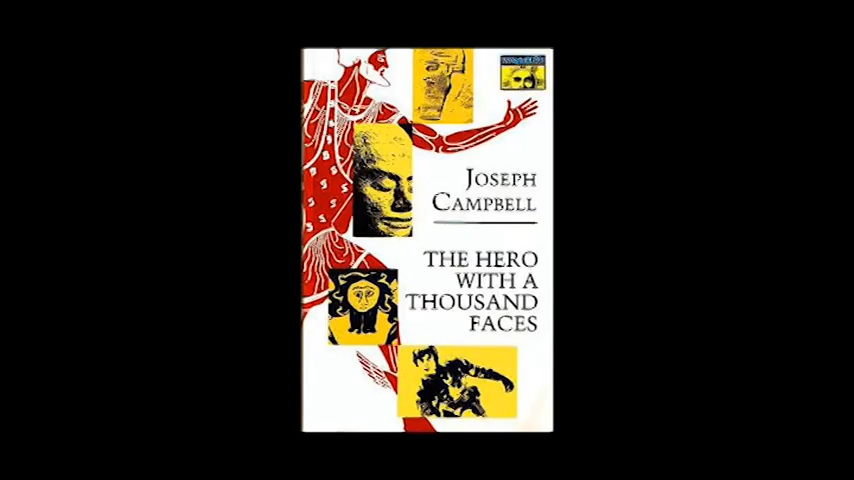 JOSEPH
CAMPBELL
THE HERO
WITH A
THOUSAND
FACES